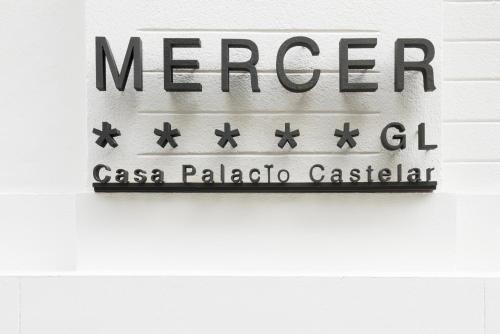 MERCER
★ ★ ★ ★ ★ GL
Casa Palacio Castelar